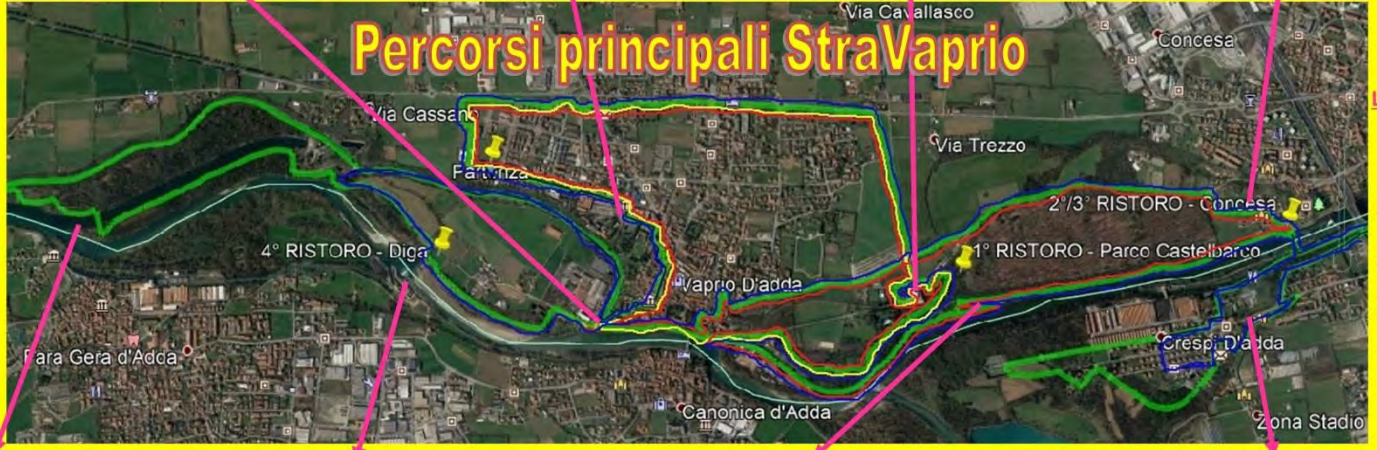 Via Cavallasco
Percorsi principali StraVaprio
Concesa
Via Cassano
Via Trezzo
Partenza
2°/3° RISTORO - Concesa
4° RISTORO - Diga
1° RISTORO - Parco Castelbarco
Vaprio D'adda
Fara Gera d'Adda
Crespi D'adda
Canonica d'Adda
Zona Stadio